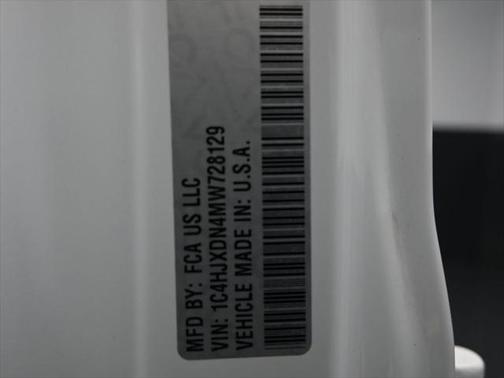 MFD BY: FCA US LLC
VIN: 1C4HJXDN4MW728129
VEHICLE MADE IN: U.S.A.